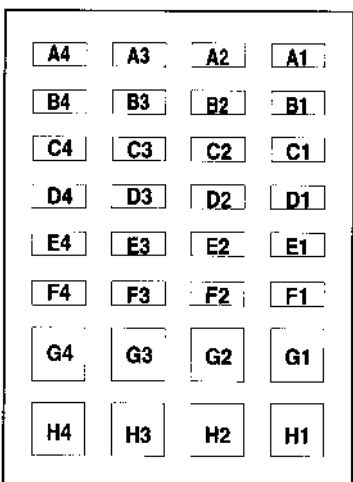 A4 A3 A2 A1
B4 B3 B2 B1
C4 C3 C2 C1
D4 D3 D2 D1
E4 E3 E2 E1
F4 F3 F2 F1
G4 G3 G2 G1
H4 H3 H2 H1